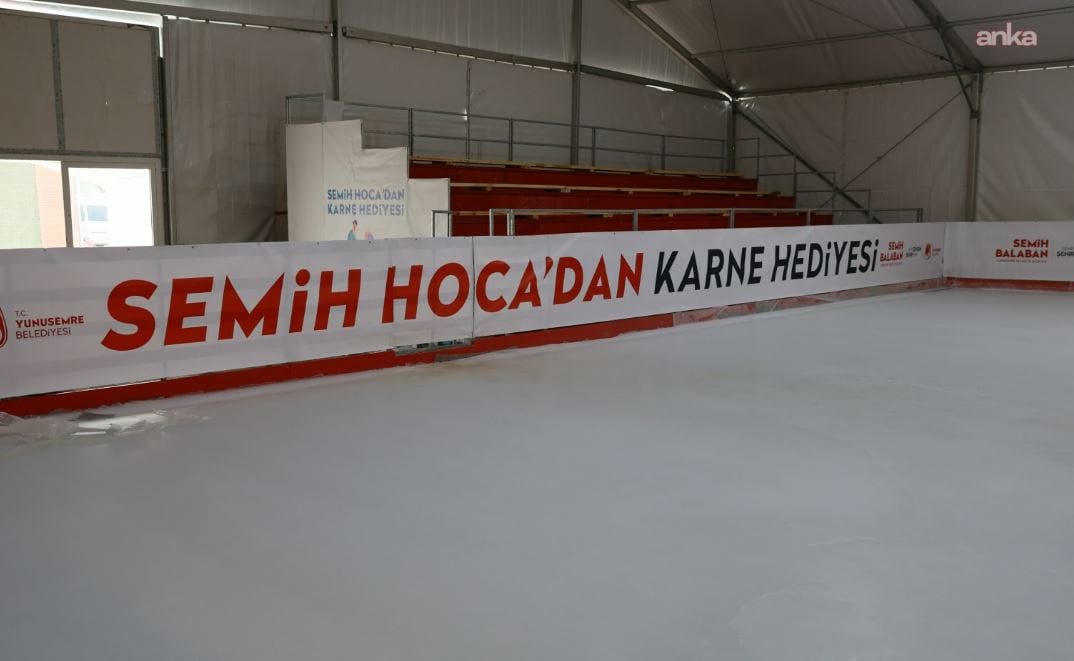 anka
SEMİH HOCA'DAN
KARNE HEDİYESİ
T.C.
YUNUSEMRE
BELEDİYESİ
SEMİH HOCA'DAN KARNE HEDİYESİ
SEMİH
BALABAN
SEMİH
BALABAN